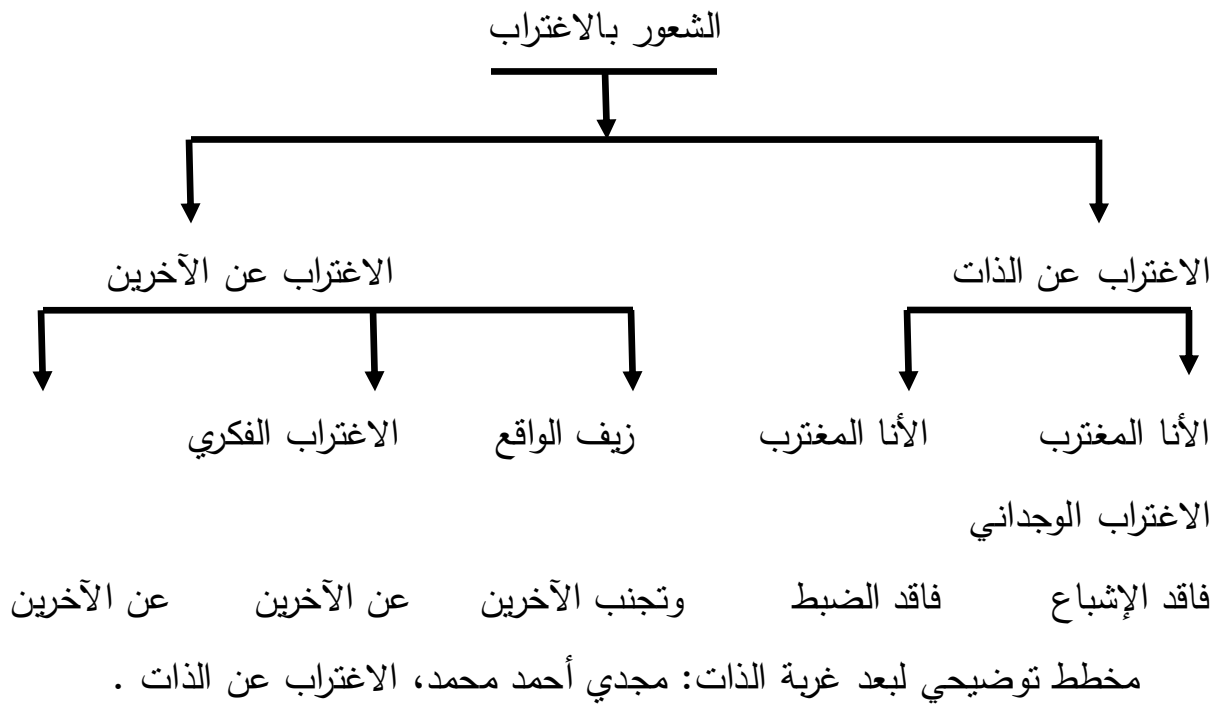 الشعور بالاغتراب
الاغتراب عن الذات الاغتراب عن الآخرين
الأنا المغترب الأنا المغترب زيف الواقع الاغتراب الفكري
الاغتراب الوجداني
فاقد الإشباع فاقد الضبط وتجنب الآخرين عن الآخرين عن الآخرين
مخطط توضيحي لبعد غربة الذات: مجدي أحمد محمد، الاغتراب عن الذات .